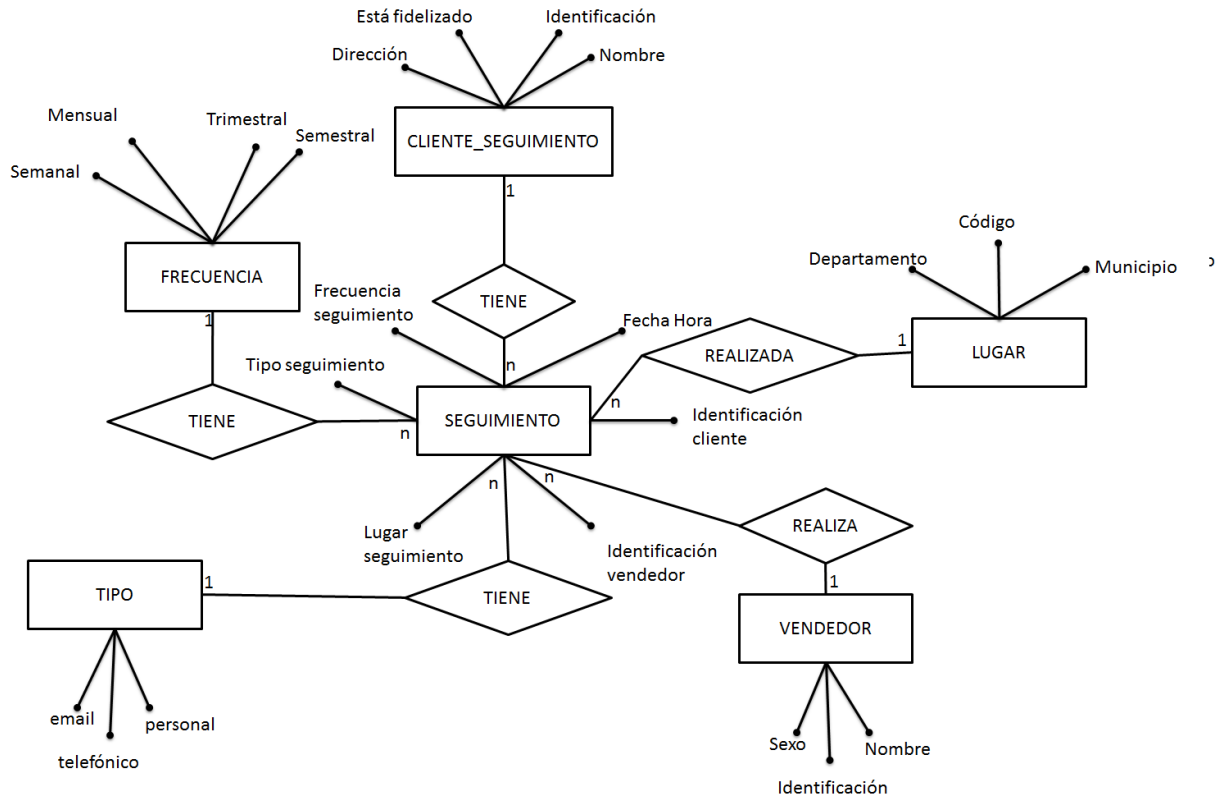 Está fidelizado
Identificación
Dirección
Nombre
Mensual
Trimestral
Semestral
Semanal
CLIENTE_SEGUIMIENTO
1
Código
Departamento
Municipio
FRECUENCIA
1
Frecuencia
seguimiento
TIENE
Fecha Hora
REALIZADA
1
LUGAR
n
Tipo seguimiento
n
TIENE
n
SEGUIMIENTO
Identificación
cliente
n
n
Lugar
seguimiento
Identificación
vendedor
REALIZA
1
TIPO
1
TIENE
VENDEDOR
email
personal
telefónico
Sexo
Nombre
Identificación